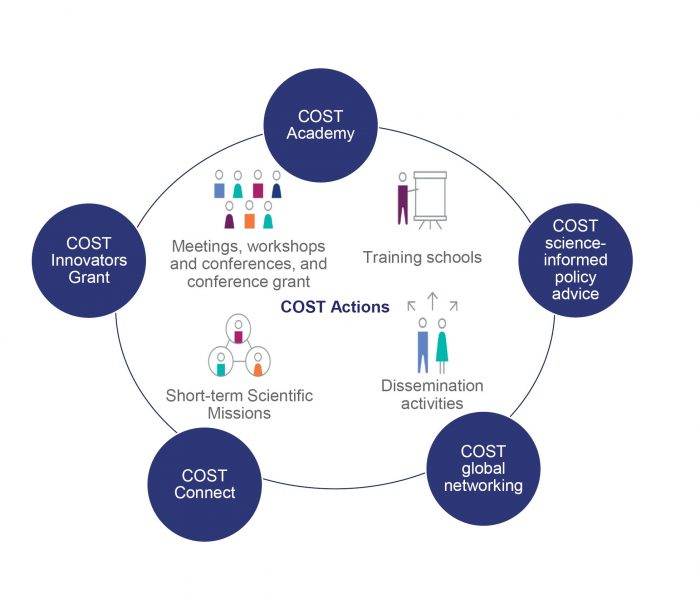 COST
Academy
COST
Innovators
Grant
Meetings, workshops
and conferences, and
conference grant
Training schools
COST
science-
informed
policy
advice
COST Actions
Short-term Scientific
Missions
Dissemination
activities
COST
Connect
COST
global
networking